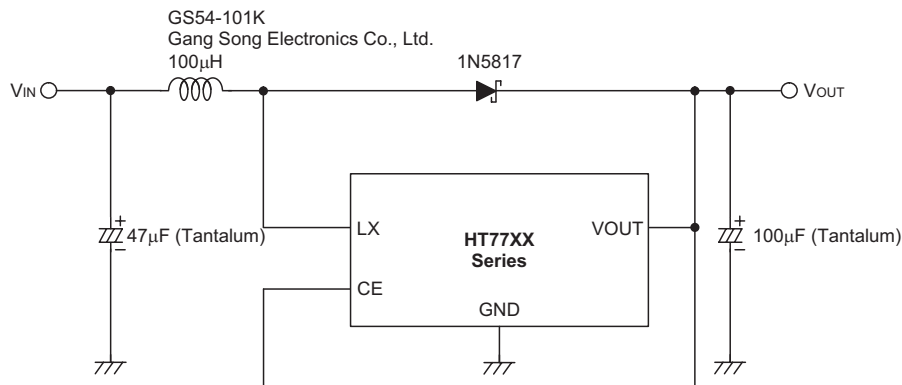 GS54-101K
Gang Song Electronics Co., Ltd.
100μH
1N5817
VIN
VOUT
47μF (Tantalum)
+
−
LX
HT77XX
Series
VOUT
CE
GND
+
−
100μF (Tantalum)